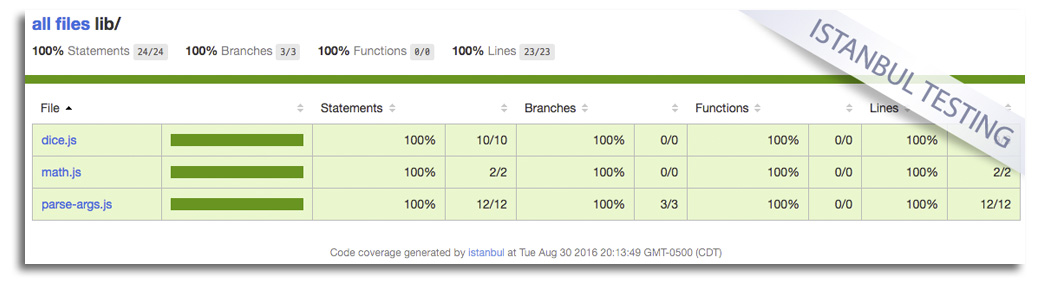 all files lib/
100% Statements 24/24 100% Branches 3/3 100% Functions 0/0 100% Lines 23/23
ISTANBUL TESTING
File Statements Branches Functions Lines
dice.js 100% 10/10 100% 0/0 100% 0/0 100%
math.js 100% 2/2 100% 0/0 100% 0/0 100% 2/2
parse-args.js 100% 12/12 100% 3/3 100% 0/0 100% 12/12
Code coverage generated by istanbul at Tue Aug 30 2016 20:13:49 GMT-0500 (CDT)